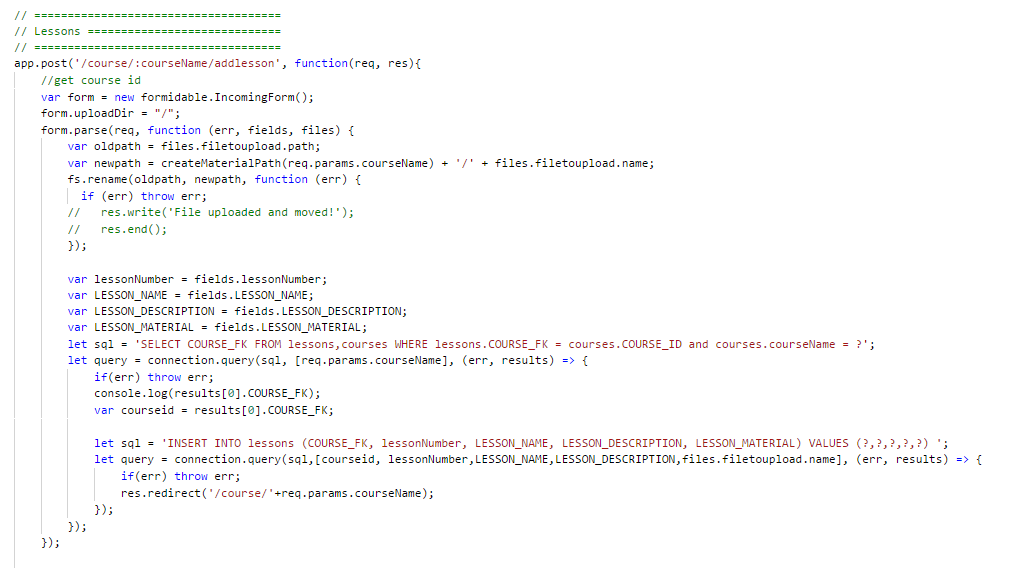 // =====================================
// Lessons =============================
// =====================================
app.post('/course/:courseName/addlesson', function(req, res){
    //get course id
    var form = new formidable.IncomingForm();
    form.uploadDir = "/";
    form.parse(req, function (err, fields, files) {
        var oldpath = files.filetoupload.path;
        var newpath = createMaterialPath(req.params.courseName) + '/' + files.filetoupload.name;
        fs.rename(oldpath, newpath, function (err) {
          if (err) throw err;
        //   res.write('File uploaded and moved!');
        //   res.end();
        });

        var lessonNumber = fields.lessonNumber;
        var LESSON_NAME = fields.LESSON_NAME;
        var LESSON_DESCRIPTION = fields.LESSON_DESCRIPTION;
        var LESSON_MATERIAL = fields.LESSON_MATERIAL;
        let sql = 'SELECT COURSE_FK FROM lessons,courses WHERE lessons.COURSE_FK = courses.COURSE_ID and courses.courseName = ?';
        let query = connection.query(sql, [req.params.courseName], (err, results) => {
            if(err) throw err;
            console.log(results[0].COURSE_FK);
            var courseid = results[0].COURSE_FK;

            let sql = 'INSERT INTO lessons (COURSE_FK, lessonNumber, LESSON_NAME, LESSON_DESCRIPTION, LESSON_MATERIAL) VALUES (?,?,?,?,?) ';
            let query = connection.query(sql,[courseid, lessonNumber,LESSON_NAME,LESSON_DESCRIPTION,files.filetoupload.name], (err, results) => {
                if(err) throw err;
                res.redirect('/course/'+req.params.courseName);
            });
        });
    });